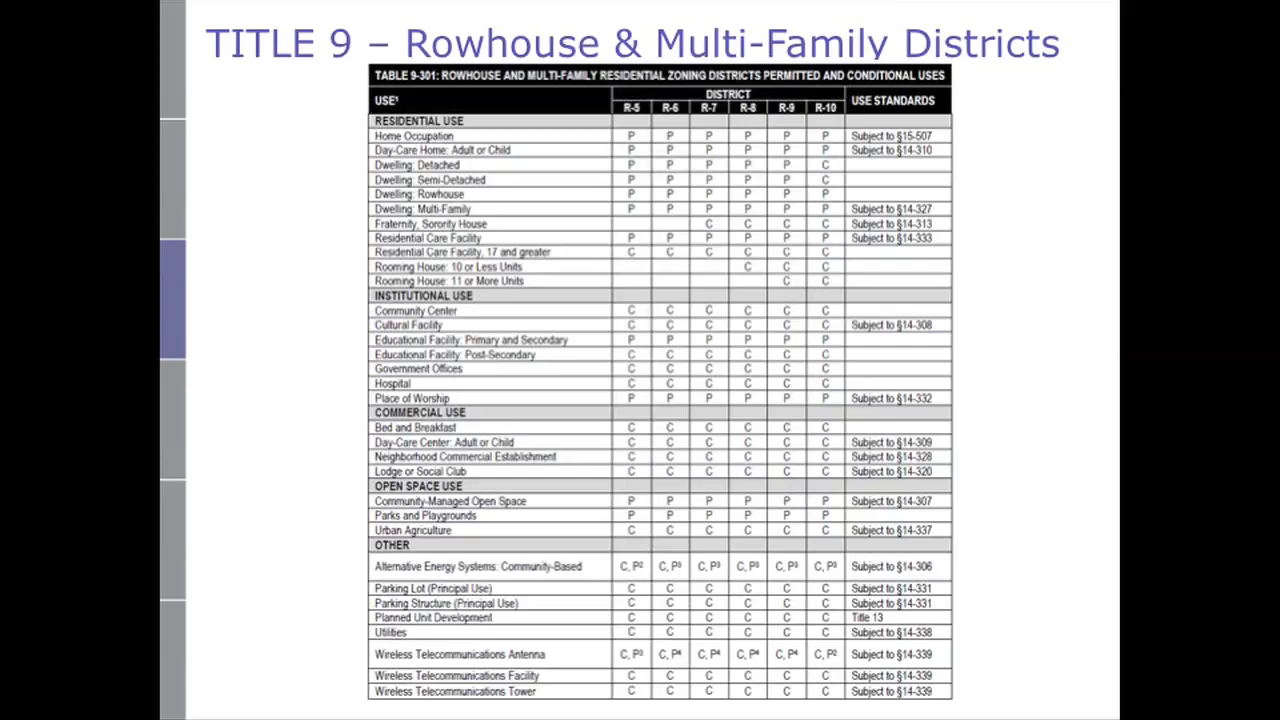 TITLE 9 – Rowhouse & Multi-Family Districts
TABLE 9-301: ROWHOUSE AND MULTI-FAMILY RESIDENTIAL ZONING DISTRICTS PERMITTED AND CONDITIONAL USES
USE¹ DISTRICT USE STANDARDS
R-5 R-6 R-7 R-8 R-9 R-10
RESIDENTIAL USE
Home Occupation P P P P P P Subject to §15-507
Day-Care Home: Adult or Child P P P P P P Subject to §14-310
Dwelling: Detached P P P P P C
Dwelling: Semi-Detached P P P P P C
Dwelling: Rowhouse P P P P P P
Dwelling: Multi-Family P P P P P P Subject to §14-327
Fraternity, Sorority House C C C C Subject to §14-313
Residential Care Facility P P P P P P Subject to §14-333
Residential Care Facility, 17 and greater C C C C C C
Rooming House: 10 or Less Units C C C
Rooming House: 11 or More Units C C
INSTITUTIONAL USE
Community Center C C C C C C
Cultural Facility C C C C C C Subject to §14-308
Educational Facility: Primary and Secondary P P P P P P
Educational Facility: Post-Secondary C C C C C C
Government Offices C C C C C C
Hospital C C C C C C
Place of Worship P P P P P P Subject to §14-332
COMMERCIAL USE
Bed and Breakfast C C C C C C
Day-Care Center: Adult or Child C C C C C C Subject to §14-309
Neighborhood Commercial Establishment C C C C C C Subject to §14-328
Lodge or Social Club C C C C C C Subject to §14-320
OPEN SPACE USE
Community-Managed Open Space P P P P P P Subject to §14-307
Parks and Playgrounds P P P P P P
Urban Agriculture C C C C C C Subject to §14-337
OTHER
Alternative Energy Systems: Community-Based C, P² C, P³ C, P³ C, P³ C, P³ C, P³ Subject to §14-306
Parking Lot (Principal Use) C C C C C C Subject to §14-331
Parking Structure (Principal Use) C C C C C C Subject to §14-331
Planned Unit Development C C C C C C Title 13
Utilities C C C C C C Subject to §14-338
Wireless Telecommunications Antenna C, P³ C, P⁴ C, P⁴ C, P⁴ C, P⁴ C, P² Subject to §14-339
Wireless Telecommunications Facility C C C C C C Subject to §14-339
Wireless Telecommunications Tower C C C C C C Subject to §14-339